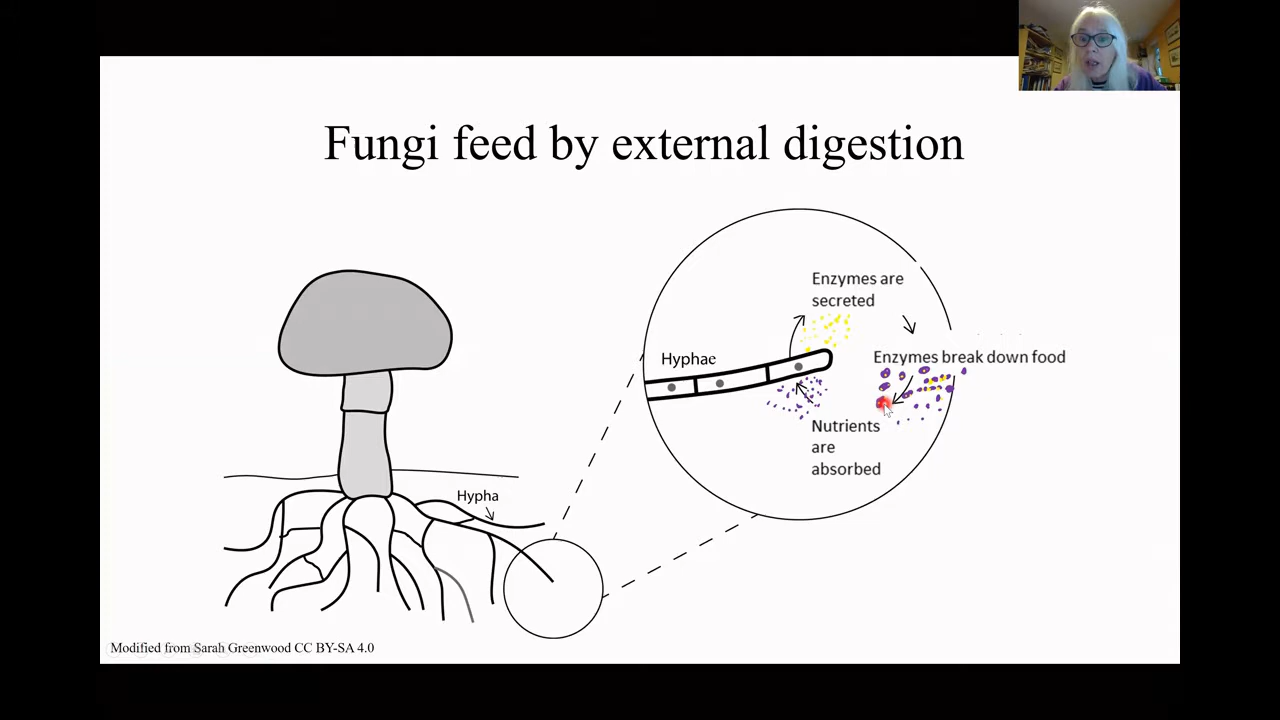 Fungi feed by external digestion
Enzymes are
secreted
Hyphae
Enzymes break down food
Nutrients
are
absorbed
Hypha
Modified from Sarah Greenwood CC BY-SA 4.0